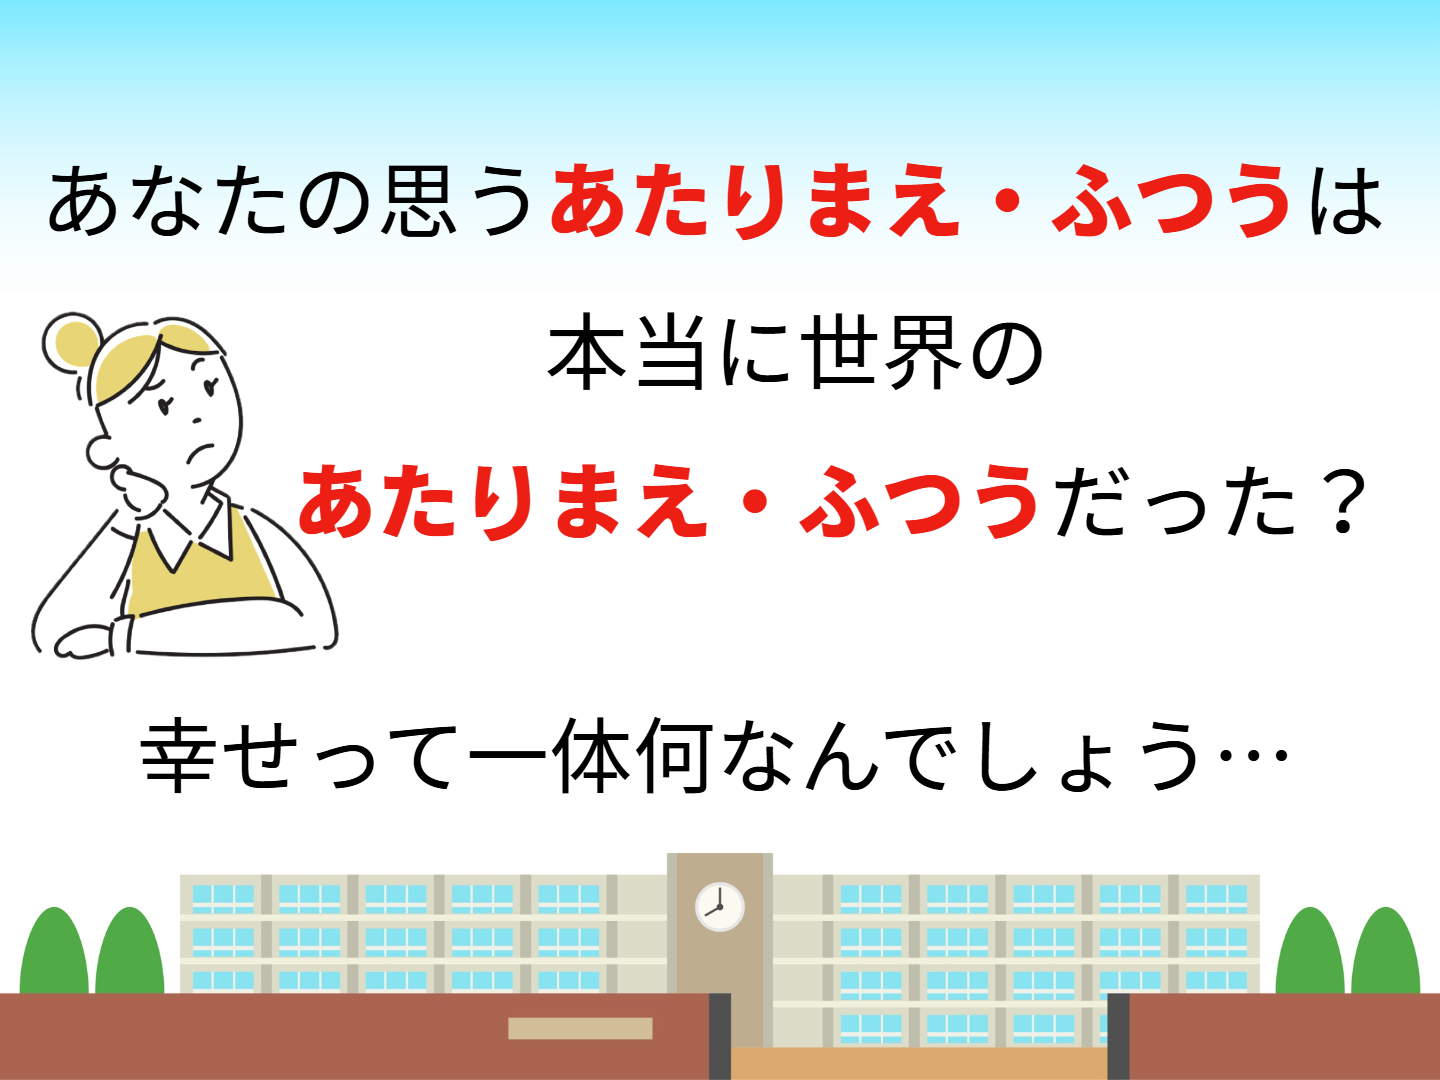 あなたの思うあたりまえ・ふつうは
本当に世界の
あたりまえ・ふつうだった？
幸せって一体何なんでしょう…